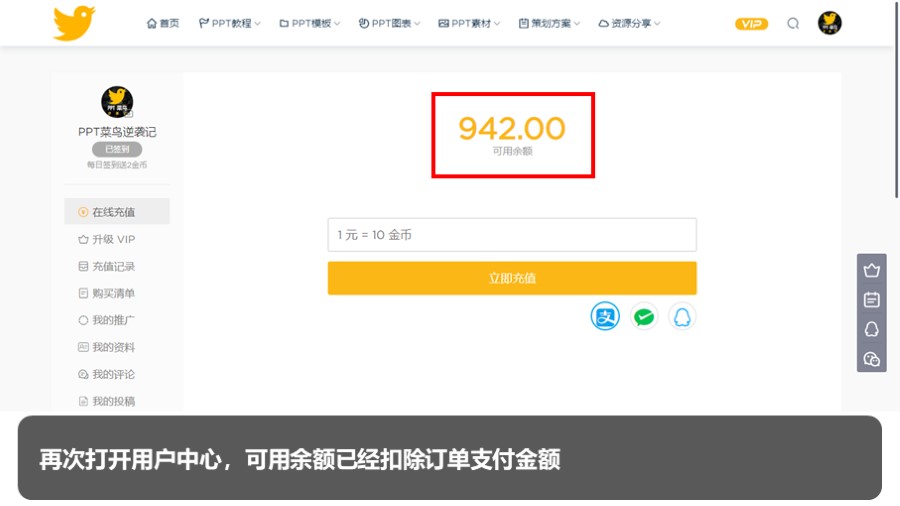 首页 PPT教程 PPT模板 PPT图表 PPT素材 策划方案 资源分享 VIP
PPT菜鸟逆袭记
已签到
每日签到送2金币
在线充值
升级 VIP
充值记录
购买清单
我的推广
我的资料
我的评论
我的投稿
942.00
可用余额
1 元 = 10 金币
立即充值
再次打开用户中心，可用余额已经扣除订单支付金额